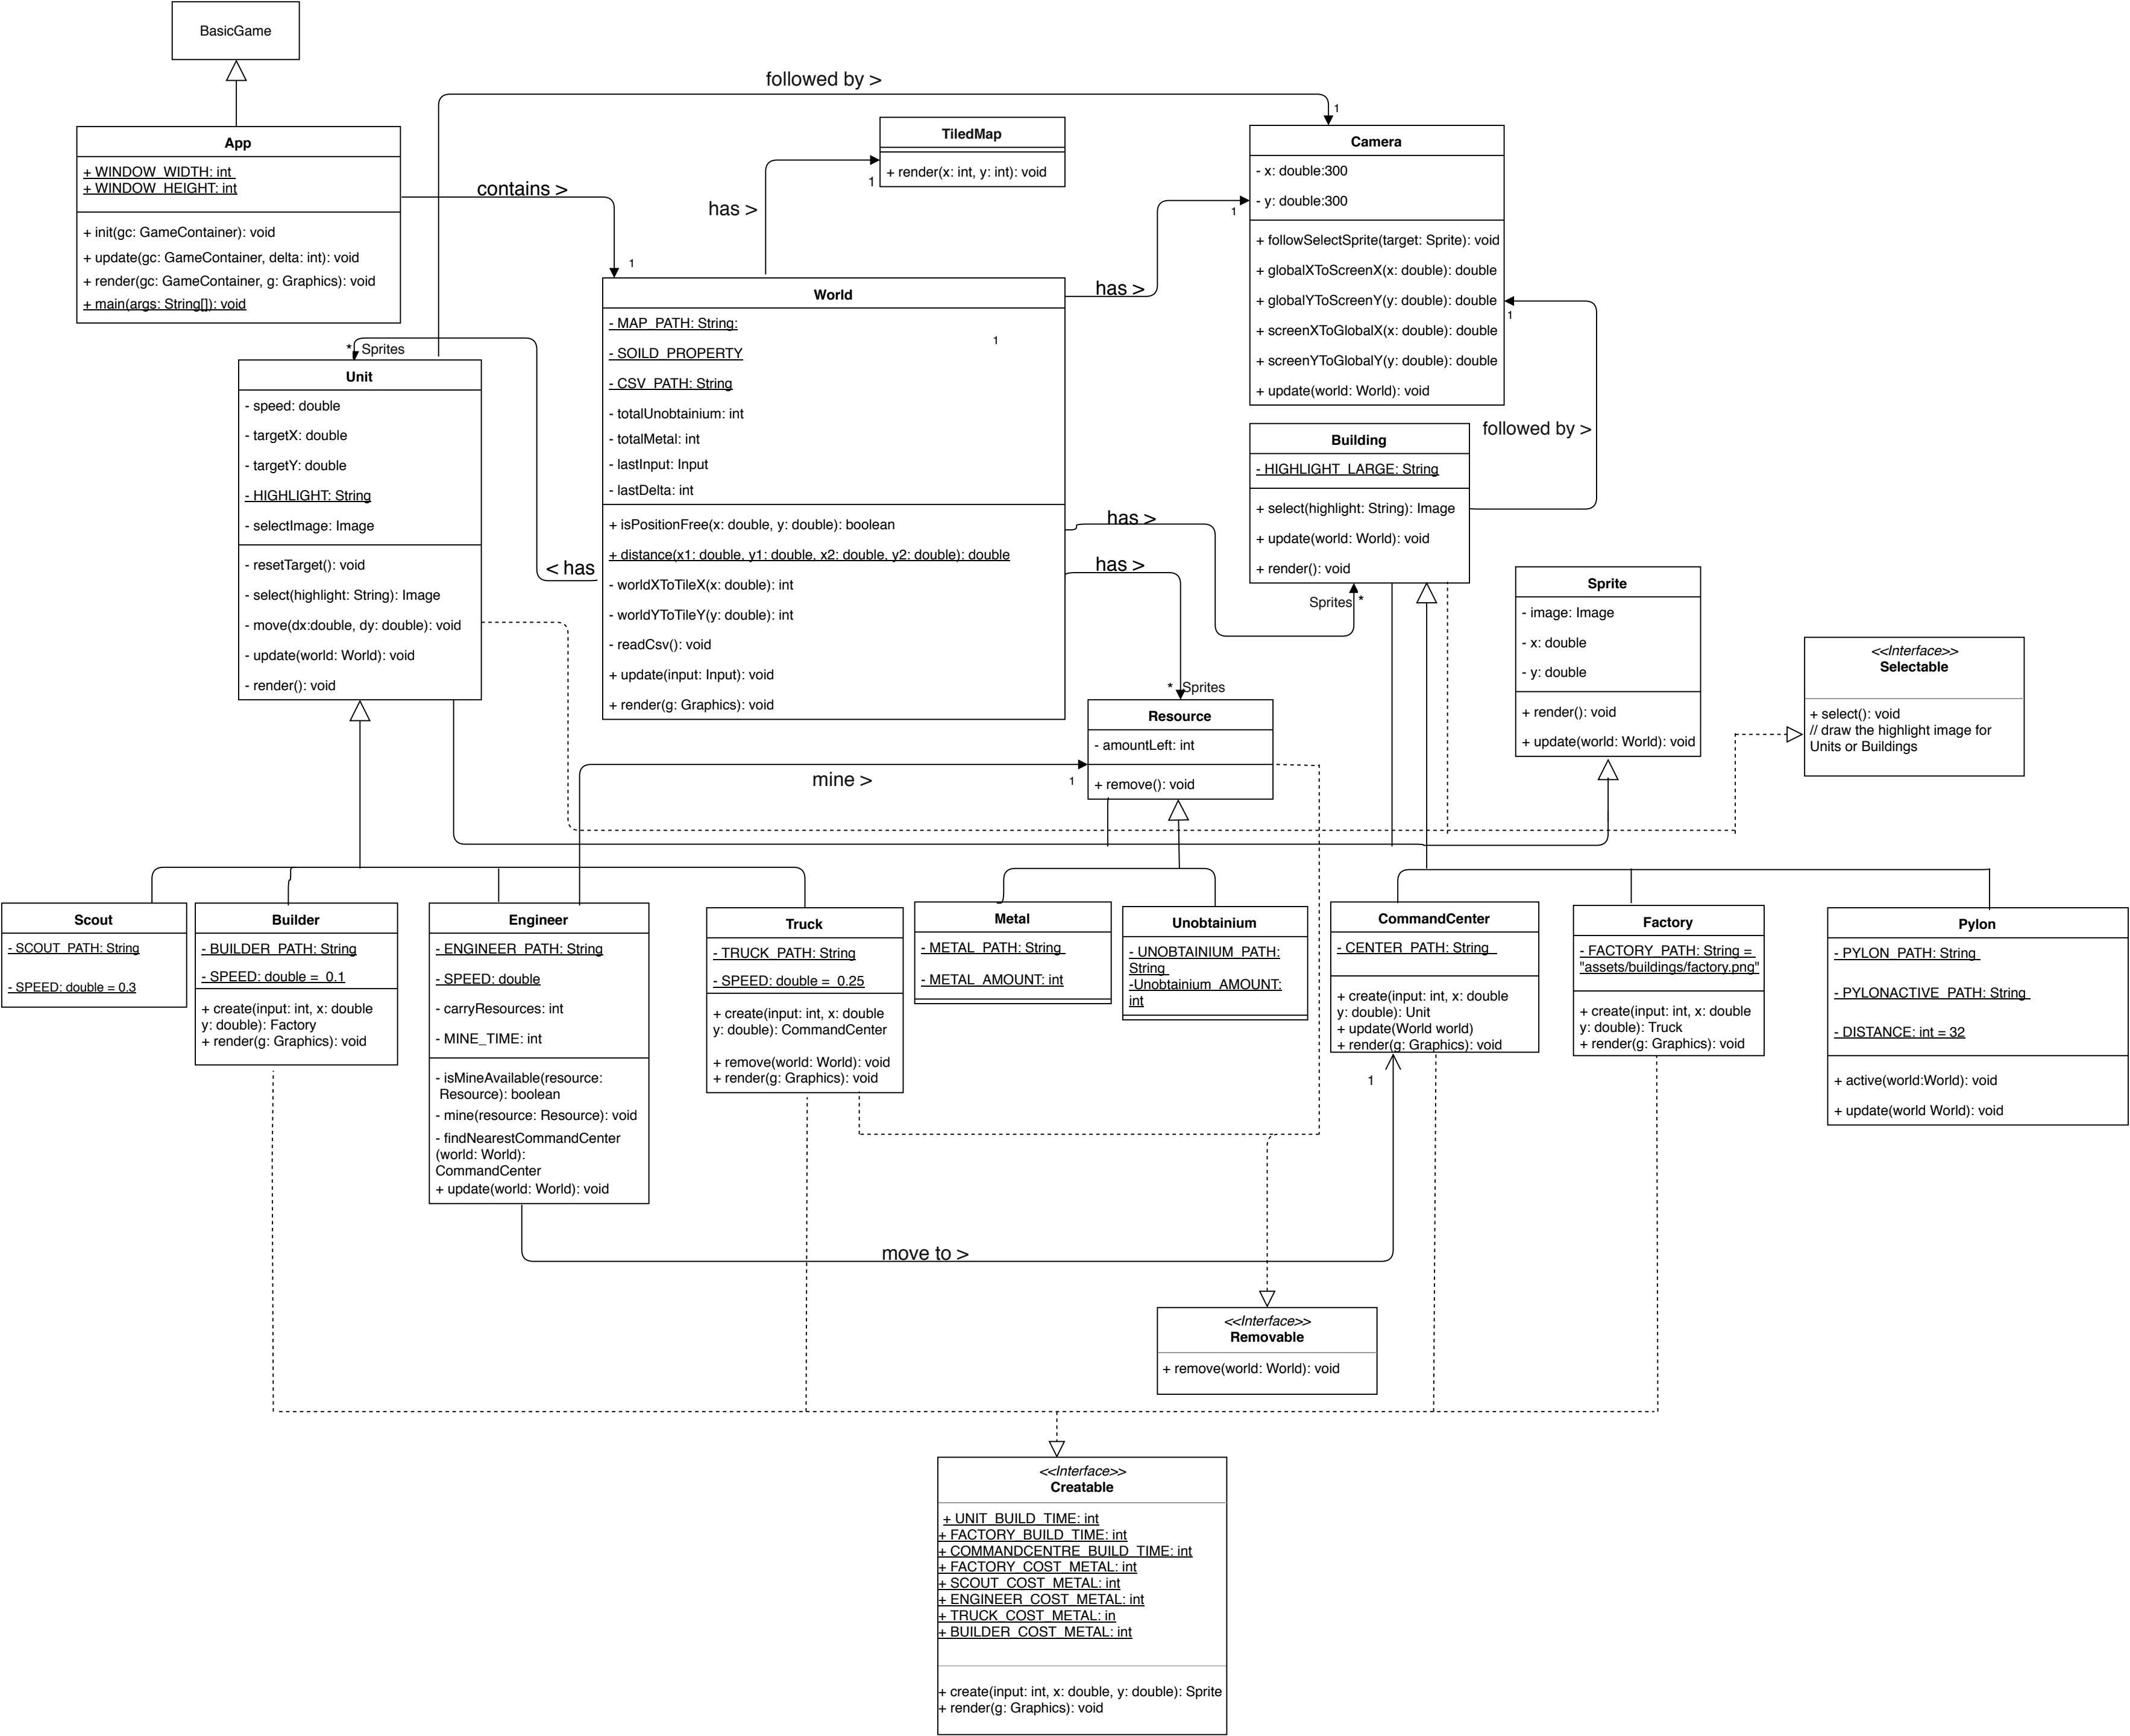 BasicGame
followed by >
1
App
+ WINDOW_WIDTH: int
+ WINDOW_HEIGHT: int
+ init(gc: GameContainer): void
+ update(gc: GameContainer, delta: int): void
+ render(gc: GameContainer, g: Graphics): void
+ main(args: String[]): void
contains >
1
has >
1
TiledMap
+ render(x: int, y: int): void
Camera
- x: double:300
- y: double:300
+ followSelectSprite(target: Sprite): void
+ globalXToScreenX(x: double): double
+ globalYToScreenY(y: double): double
+ screenXToGlobalX(x: double): double
+ screenYToGlobalY(y: double): double
+ update(world: World): void
has >
1
1
followed by >
World
- MAP_PATH: String:
1
- SOILD_PROPERTY
- CSV_PATH: String
- totalUnobtainium: int
- totalMetal: int
- lastInput: Input
- lastDelta: int
+ isPositionFree(x: double, y: double): boolean
+ distance(x1: double, y1: double, x2: double, y2: double): double
- worldXToTileX(x: double): int
- worldYToTileY(y: double): int
- readCsv(): void
+ update(input: Input): void
+ render(g: Graphics): void
* Sprites
< has
Unit
- speed: double
- targetX: double
- targetY: double
- HIGHLIGHT: String
- selectImage: Image
- resetTarget(): void
- select(highlight: String): Image
- move(dx:double, dy: double): void
- update(world: World): void
- render(): void
has >
has >
Building
- HIGHLIGHT_LARGE: String
+ select(highlight: String): Image
+ update(world: World): void
+ render(): void
Sprites *
Sprite
- image: Image
- x: double
- y: double
+ render(): void
+ update(world: World): void
<<Interface>>
Selectable
+ select(): void
// draw the highlight image for
Units or Buildings
* Sprites
Resource
- amountLeft: int
+ remove(): void
mine >
1
Scout
- SCOUT_PATH: String
- SPEED: double = 0.3
Builder
- BUILDER_PATH: String
- SPEED: double = 0.1
+ create(input: int, x: double
y: double): Factory
+ render(g: Graphics): void
Engineer
- ENGINEER_PATH: String
- SPEED: double
- carryResources: int
- MINE_TIME: int
- isMineAvailable(resource:
Resource): boolean
- mine(resource: Resource): void
- findNearestCommandCenter
(world: World):
CommandCenter
+ update(world: World): void
Truck
- TRUCK_PATH: String
- SPEED: double = 0.25
+ create(input: int, x: double
y: double): CommandCenter
+ remove(world: World): void
+ render(g: Graphics): void
Metal
- METAL_PATH: String
- METAL_AMOUNT: int
Unobtainium
- UNOBTAINIUM_PATH:
String
-Unobtainium_AMOUNT:
int
CommandCenter
- CENTER_PATH: String
+ create(input: int, x: double
y: double): Unit
+ update(World world)
+ render(g: Graphics): void
1
Factory
- FACTORY_PATH: String =
"assets/buildings/factory.png"
+ create(input: int, x: double
y: double): Truck
+ render(g: Graphics): void
Pylon
- PYLON_PATH: String
- PYLONACTIVE_PATH: String
- DISTANCE: int = 32
+ active(world:World): void
+ update(world World): void
move to >
<<Interface>>
Removable
+ remove(world: World): void
<<Interface>>
Creatable
+ UNIT_BUILD_TIME: int
+ FACTORY_BUILD_TIME: int
+ COMMANDCENTRE_BUILD_TIME: int
+ FACTORY_COST_METAL: int
+ SCOUT_COST_METAL: int
+ ENGINEER_COST_METAL: int
+ TRUCK_COST_METAL: in
+ BUILDER_COST_METAL: int
+ create(input: int, x: double, y: double): Sprite
+ render(g: Graphics): void